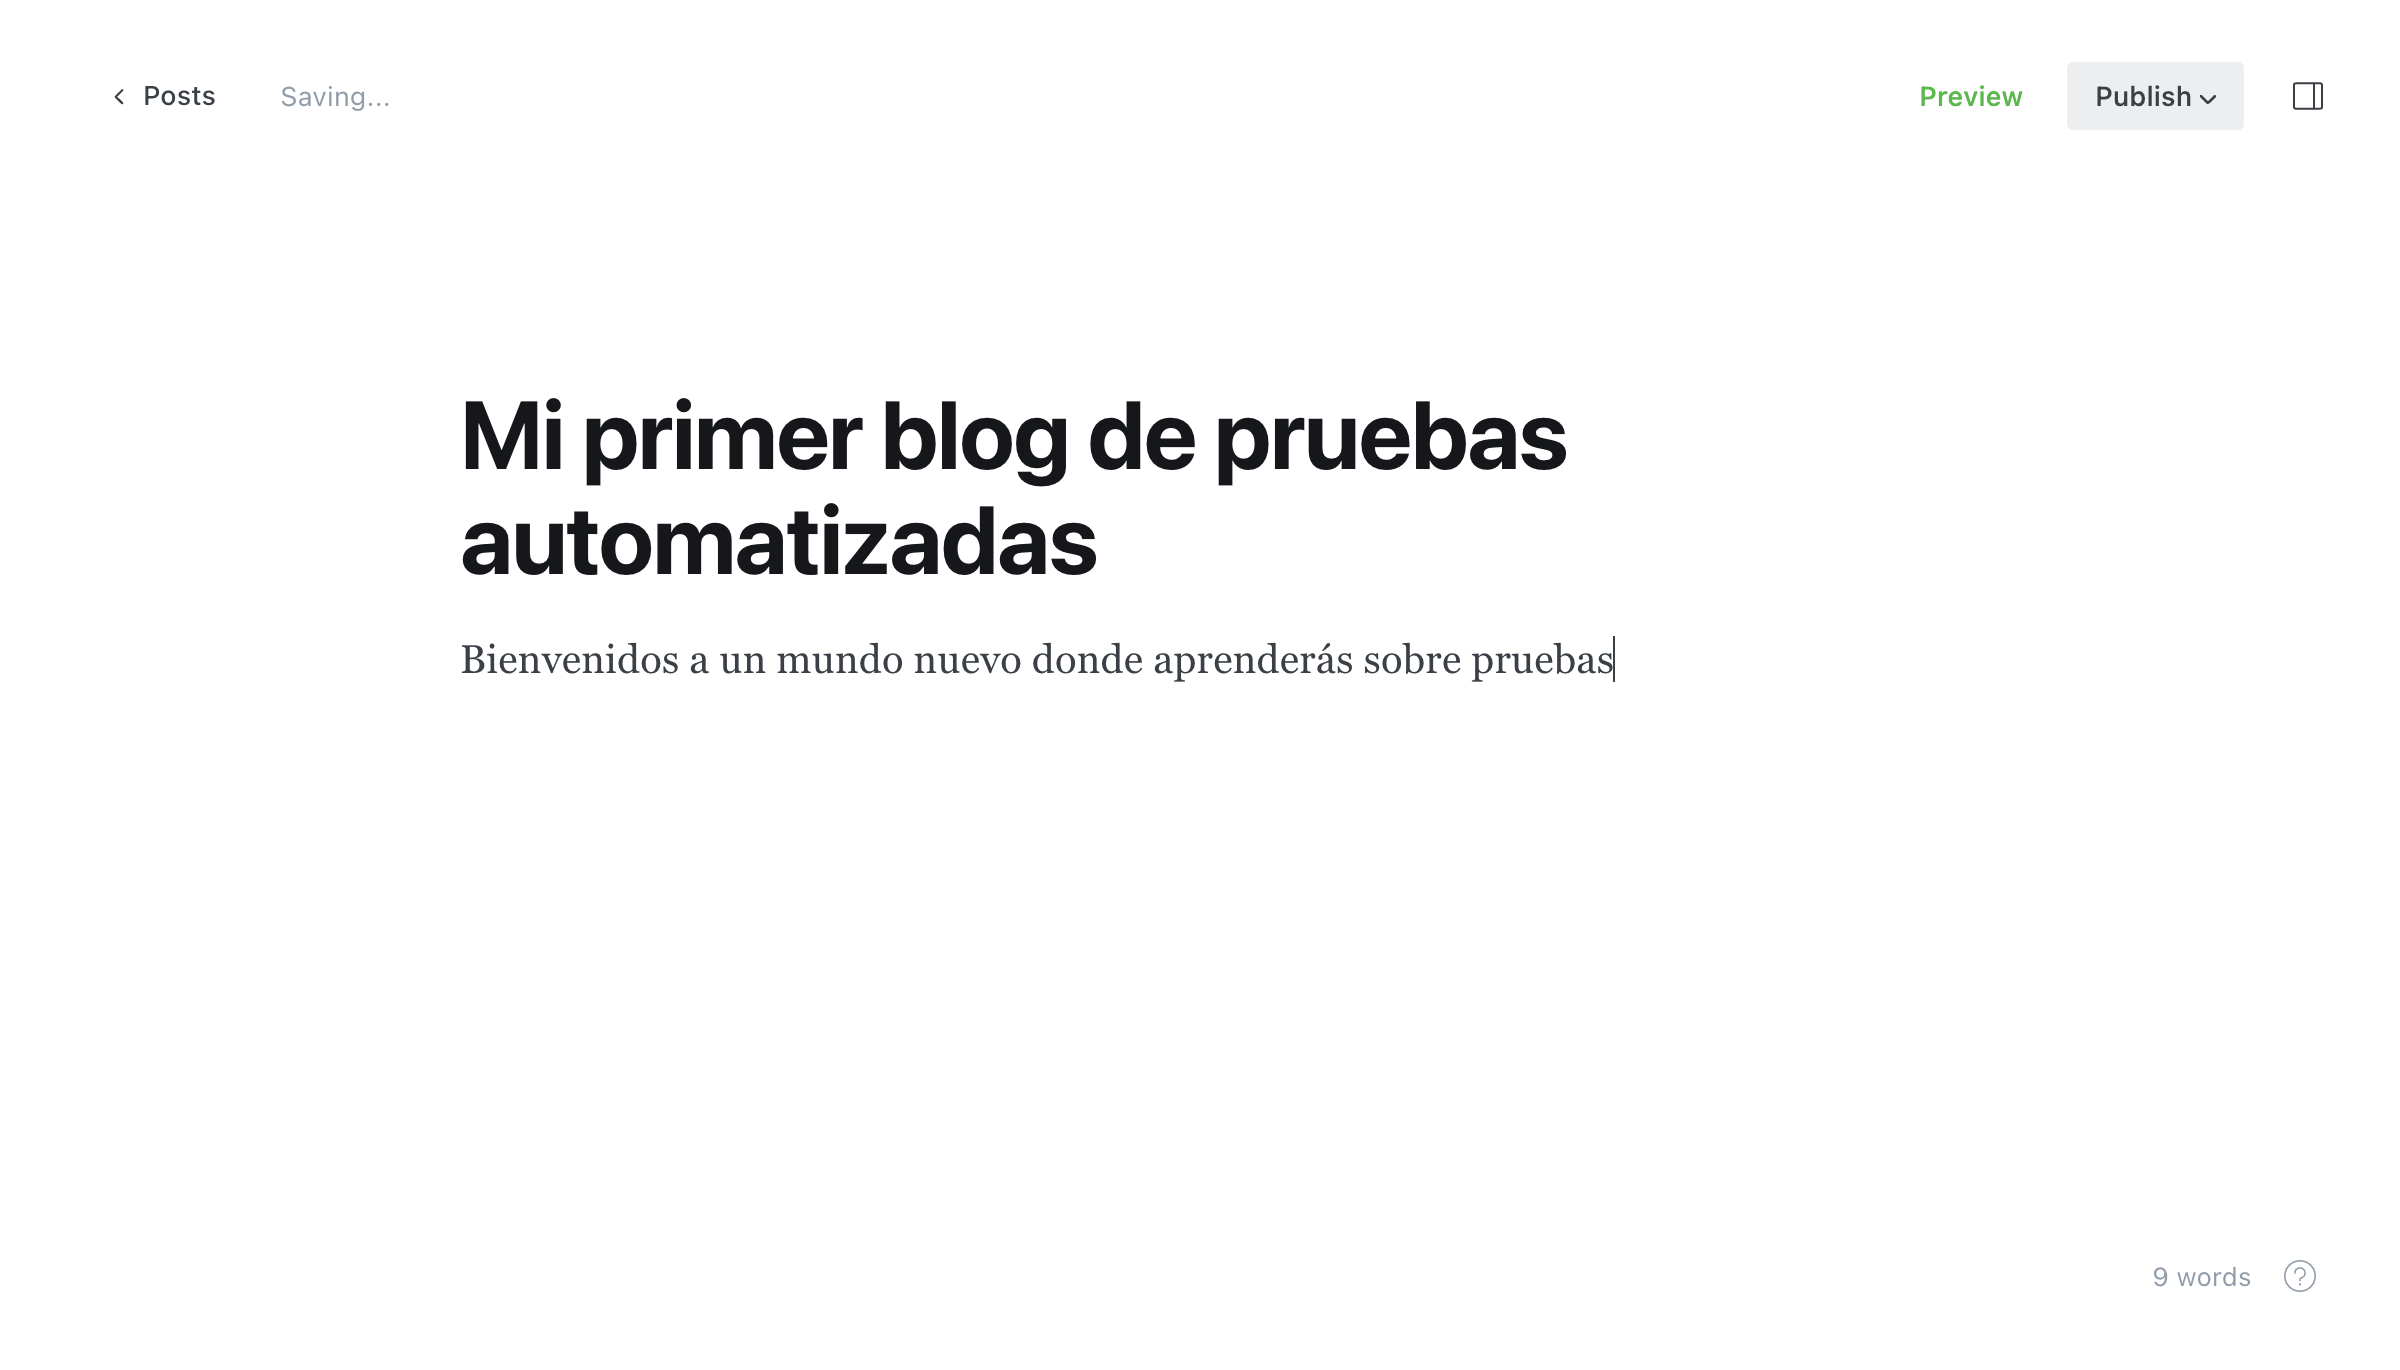 Posts
Saving...
Preview
Publish
Mi primer blog de pruebas
automatizadas
Bienvenidos a un mundo nuevo donde aprenderás sobre pruebas
9 words
?